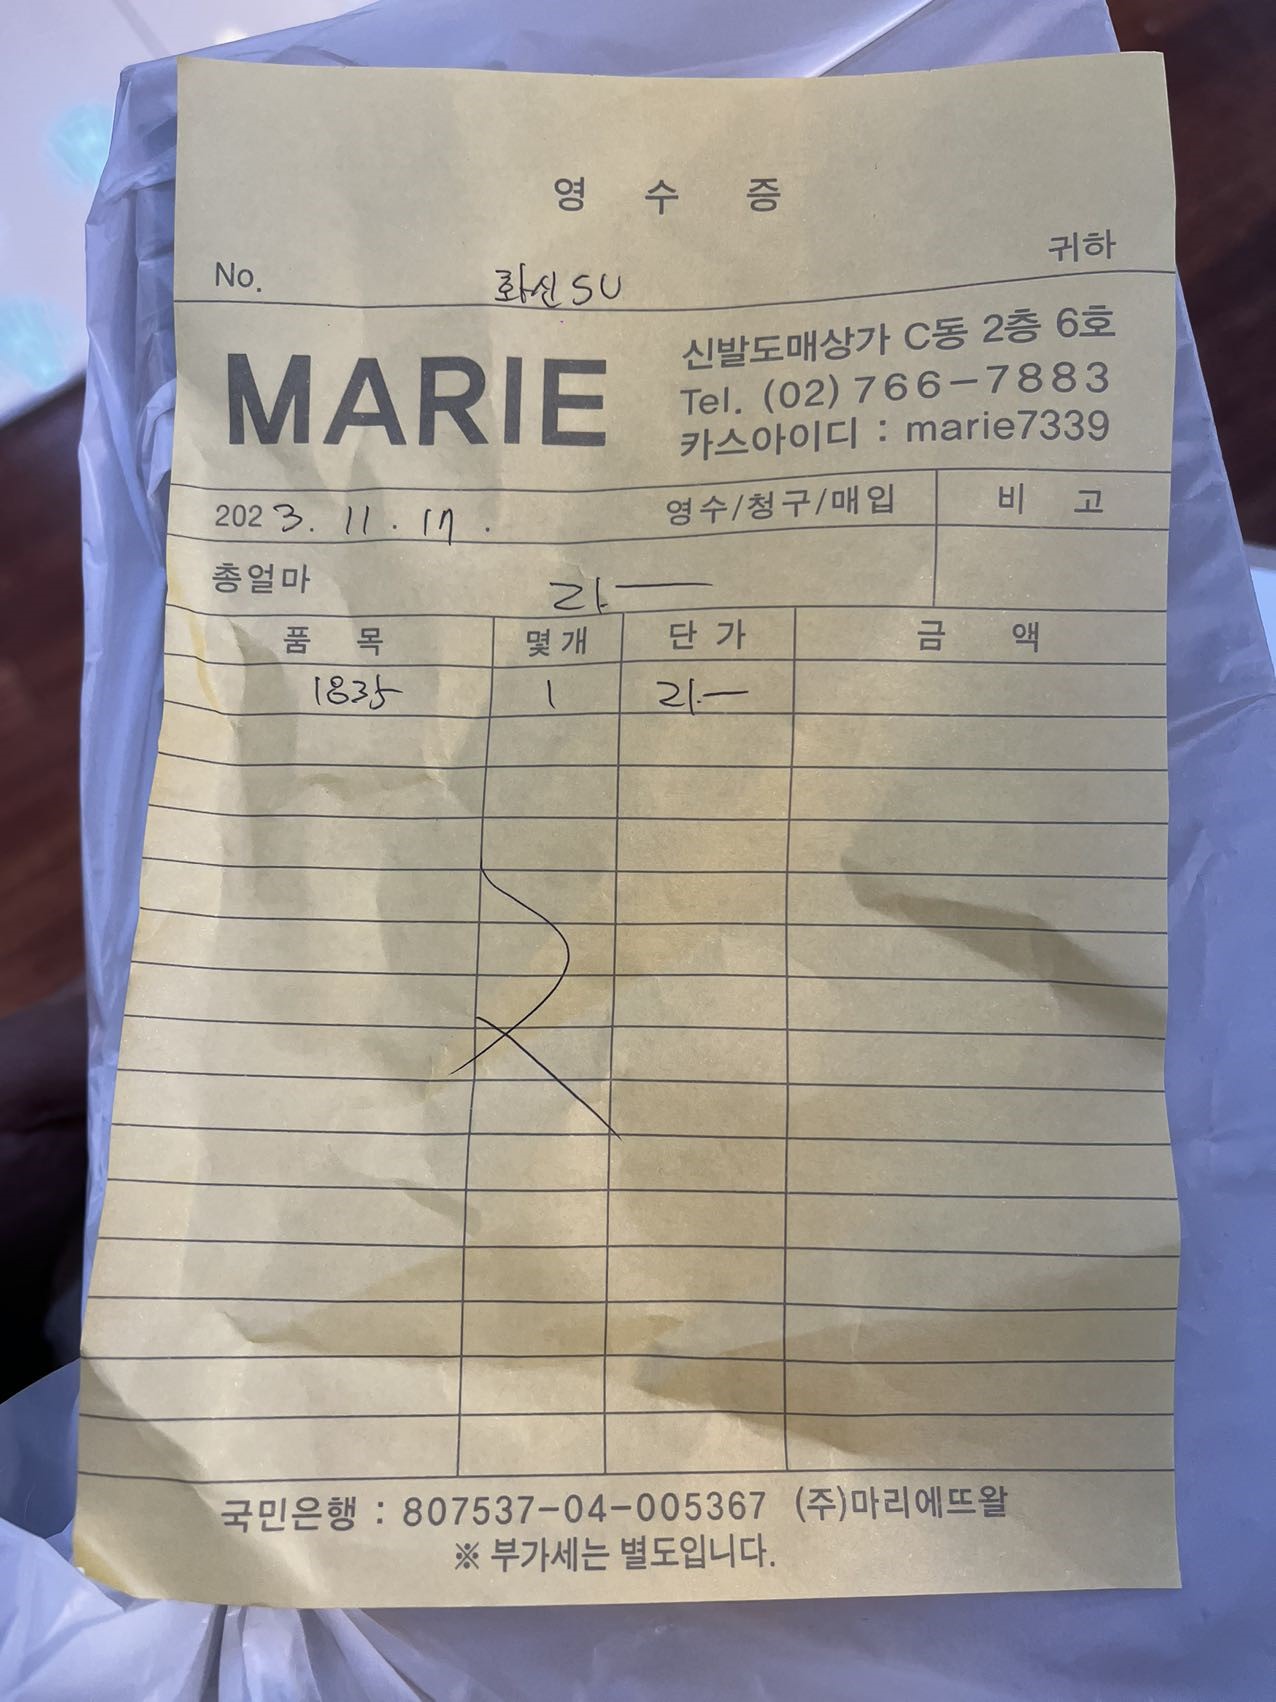 영 수 증
No. 화신 SU 귀하
MARIE
신발도매상가 C동 2층 6호
Tel. (02) 766-7883
카스아이디 : marie7339
2023. 11. 17. 영수/청구/매입 비 고
총얼마
품 목 몇개 단 가 금 액
1
국민은행 : 807537-04-005367 (주)마리에뜨왈
※ 부가세는 별도입니다.